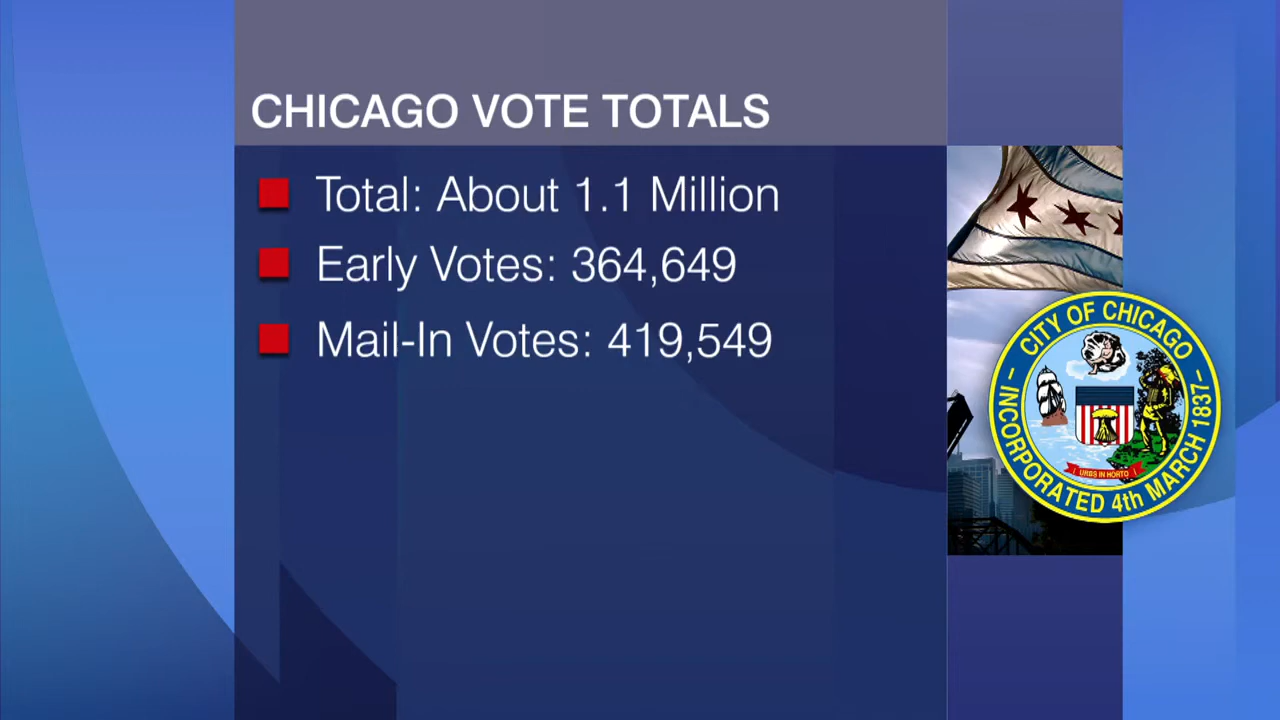 CHICAGO VOTE TOTALS
Total: About 1.1 Million
Early Votes: 364,649
Mail-In Votes: 419,549
CITY OF CHICAGO
INCORPORATED 4th MARCH 1837
URBS IN HORTO